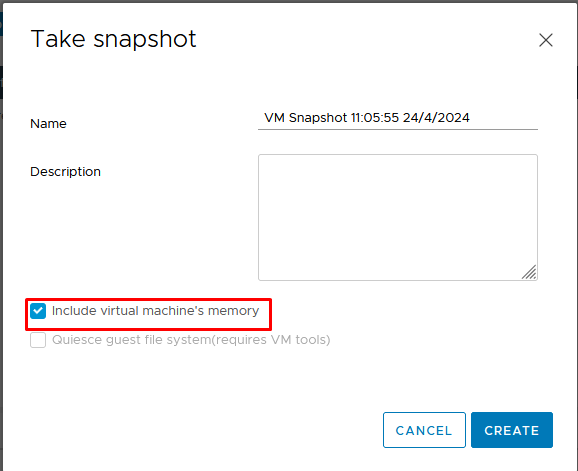 Take snapshot
Name
VM Snapshot 11:05:55 24/4/2024
Description
Include virtual machine's memory
Quiesce guest file system(requires VM tools)
CANCEL
CREATE